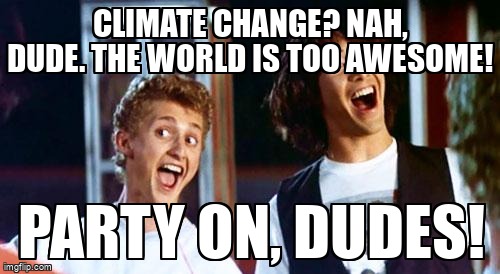 CLIMATE CHANGE? NAH,
DUDE. THE WORLD IS TOO AWESOME!
PARTY ON, DUDES!
imgflip.com